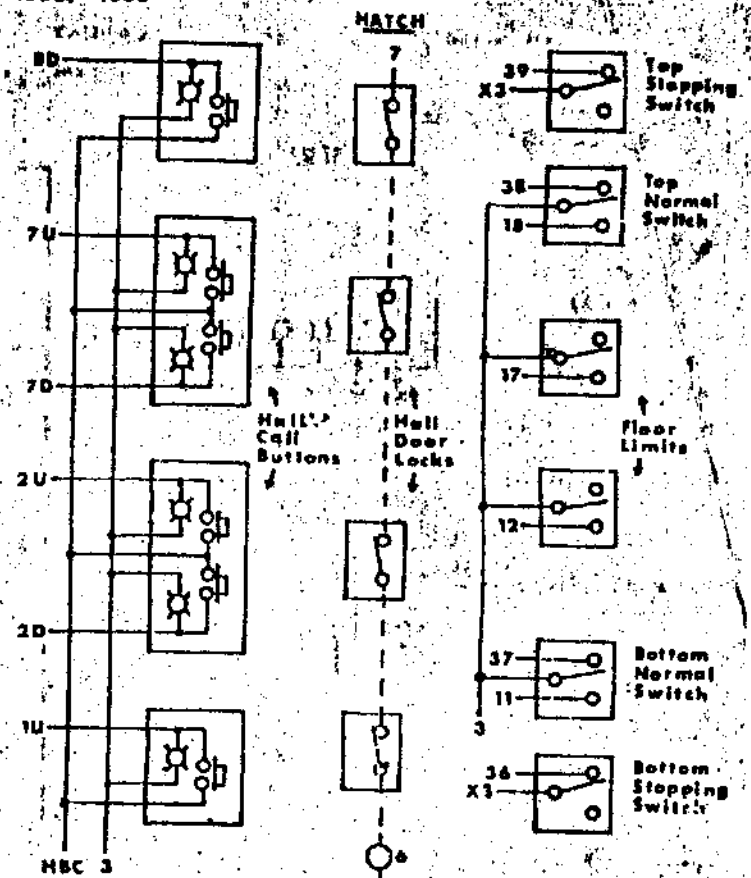 HATCH
8D
7
39
X3
Top
Stopping
Switch
38
18
Top
Normal
Switch
7U
7D
17
Hall
Call
Buttons
Hall
Door
Locks
Floor
Limits
2U
12
2D
37
11
Bottom
Normal
Switch
1U
3
36
X3
Bottom
Stopping
Switch
HBC 3
6